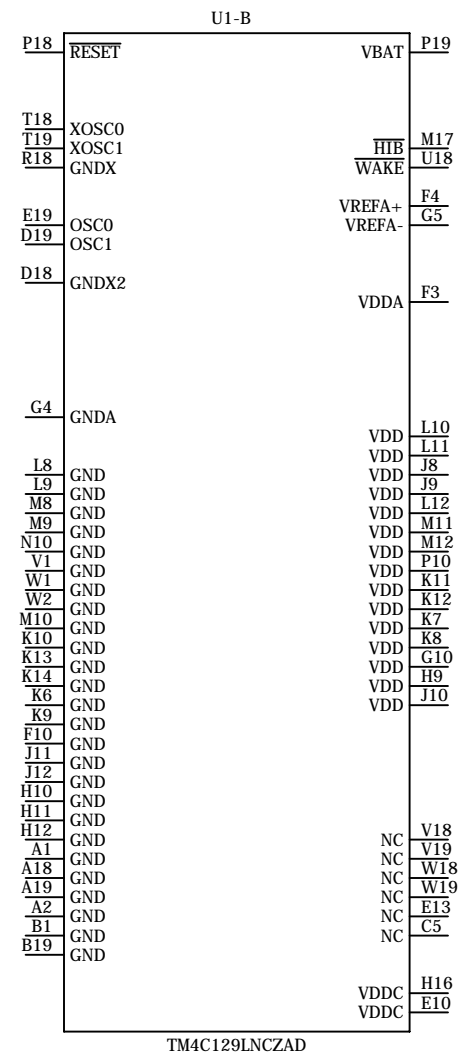 U1-B
P18 RESET VBAT P19
T18 XOSC0
T19 XOSC1 HIB M17
R18 GNDX WAKE U18
VREFA+ F4
E19 OSC0 VREFA- G5
D19 OSC1
D18 GNDX2
VDDA F3
G4 GNDA
VDD L10
VDD L11
L8 GND VDD J8
L9 GND VDD J9
M8 GND VDD L12
M9 GND VDD M11
N10 GND VDD M12
V1 GND VDD P10
W1 GND VDD K11
W2 GND VDD K12
M10 GND VDD K7
K10 GND VDD K8
K13 GND VDD G10
K14 GND VDD H9
K6 GND VDD J10
K9 GND
F10 GND
J11 GND
J12 GND
H10 GND
H11 GND
H12 GND NC V18
A1 GND NC V19
A18 GND NC W18
A19 GND NC W19
A2 GND NC E13
B1 GND NC C5
B19 GND
VDDC H16
VDDC E10
TM4C129LNCZAD